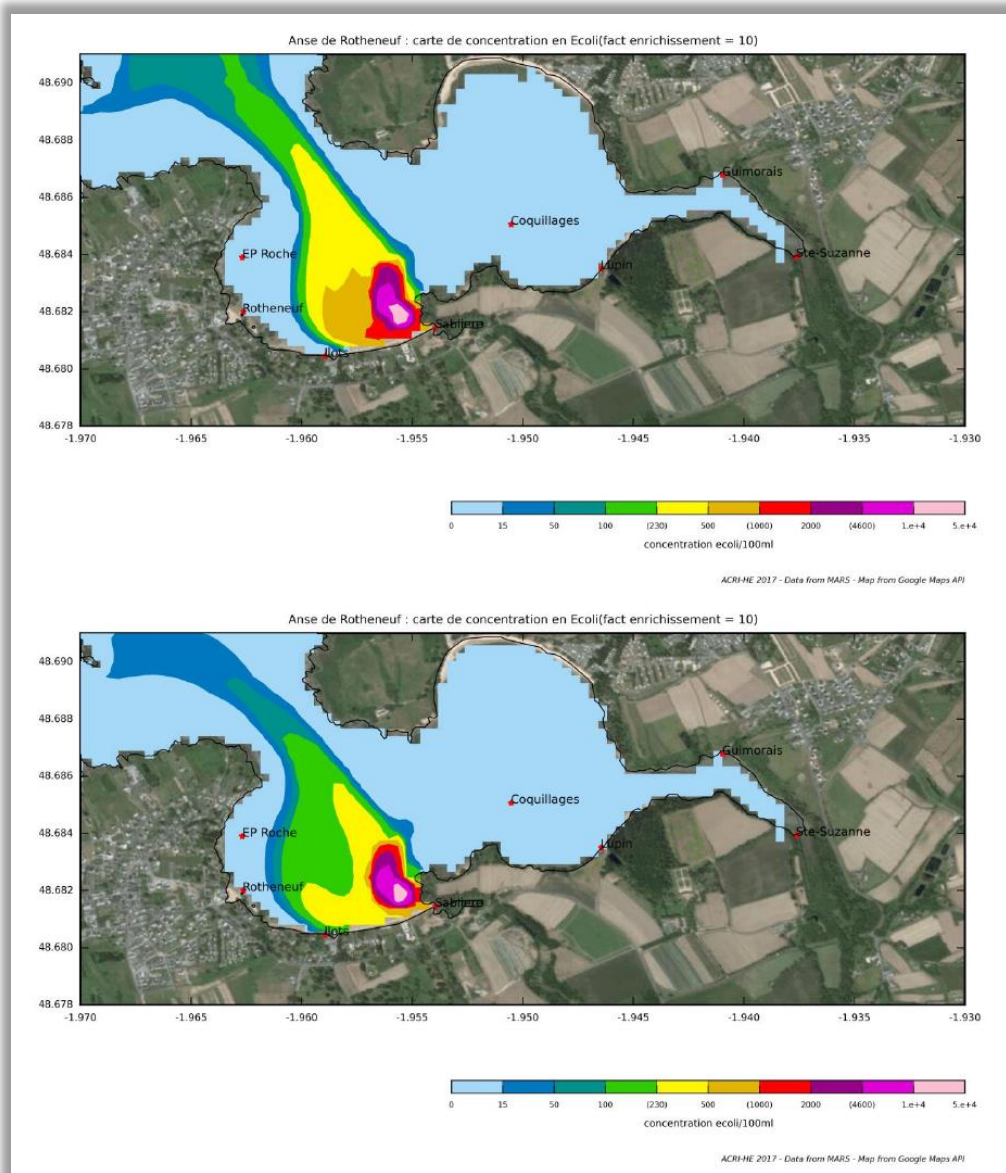 Anse de Rotheneuf : carte de concentration en Ecoli(fact enrichissement = 10)
48.690
48.688
48.686
48.684
48.682
48.680
48.678
Guimorais
Coquillages
EP Roche
Ste-Suzanne
Lupin
Rotheneuf
Ilots
-1.970 -1.965 -1.960 -1.955 -1.950 -1.945 -1.940 -1.935 -1.930
0 15 50 100 (230) 500 (1000) 2000 (4600) 1.e+4 5.e+4
concentration ecoli/100ml
ACRI-HE 2017 - Data from MARS - Map from Google Maps API
Anse de Rotheneuf : carte de concentration en Ecoli(fact enrichissement = 10)
48.690
48.688
48.686
48.684
48.682
48.680
48.678
Guimorais
Coquillages
EP Roche
Ste-Suzanne
Lupin
Rotheneuf
Ilots
-1.970 -1.965 -1.960 -1.955 -1.950 -1.945 -1.940 -1.935 -1.930
0 15 50 100 (230) 500 (1000) 2000 (4600) 1.e+4 5.e+4
concentration ecoli/100ml
ACRI-HE 2017 - Data from MARS - Map from Google Maps API